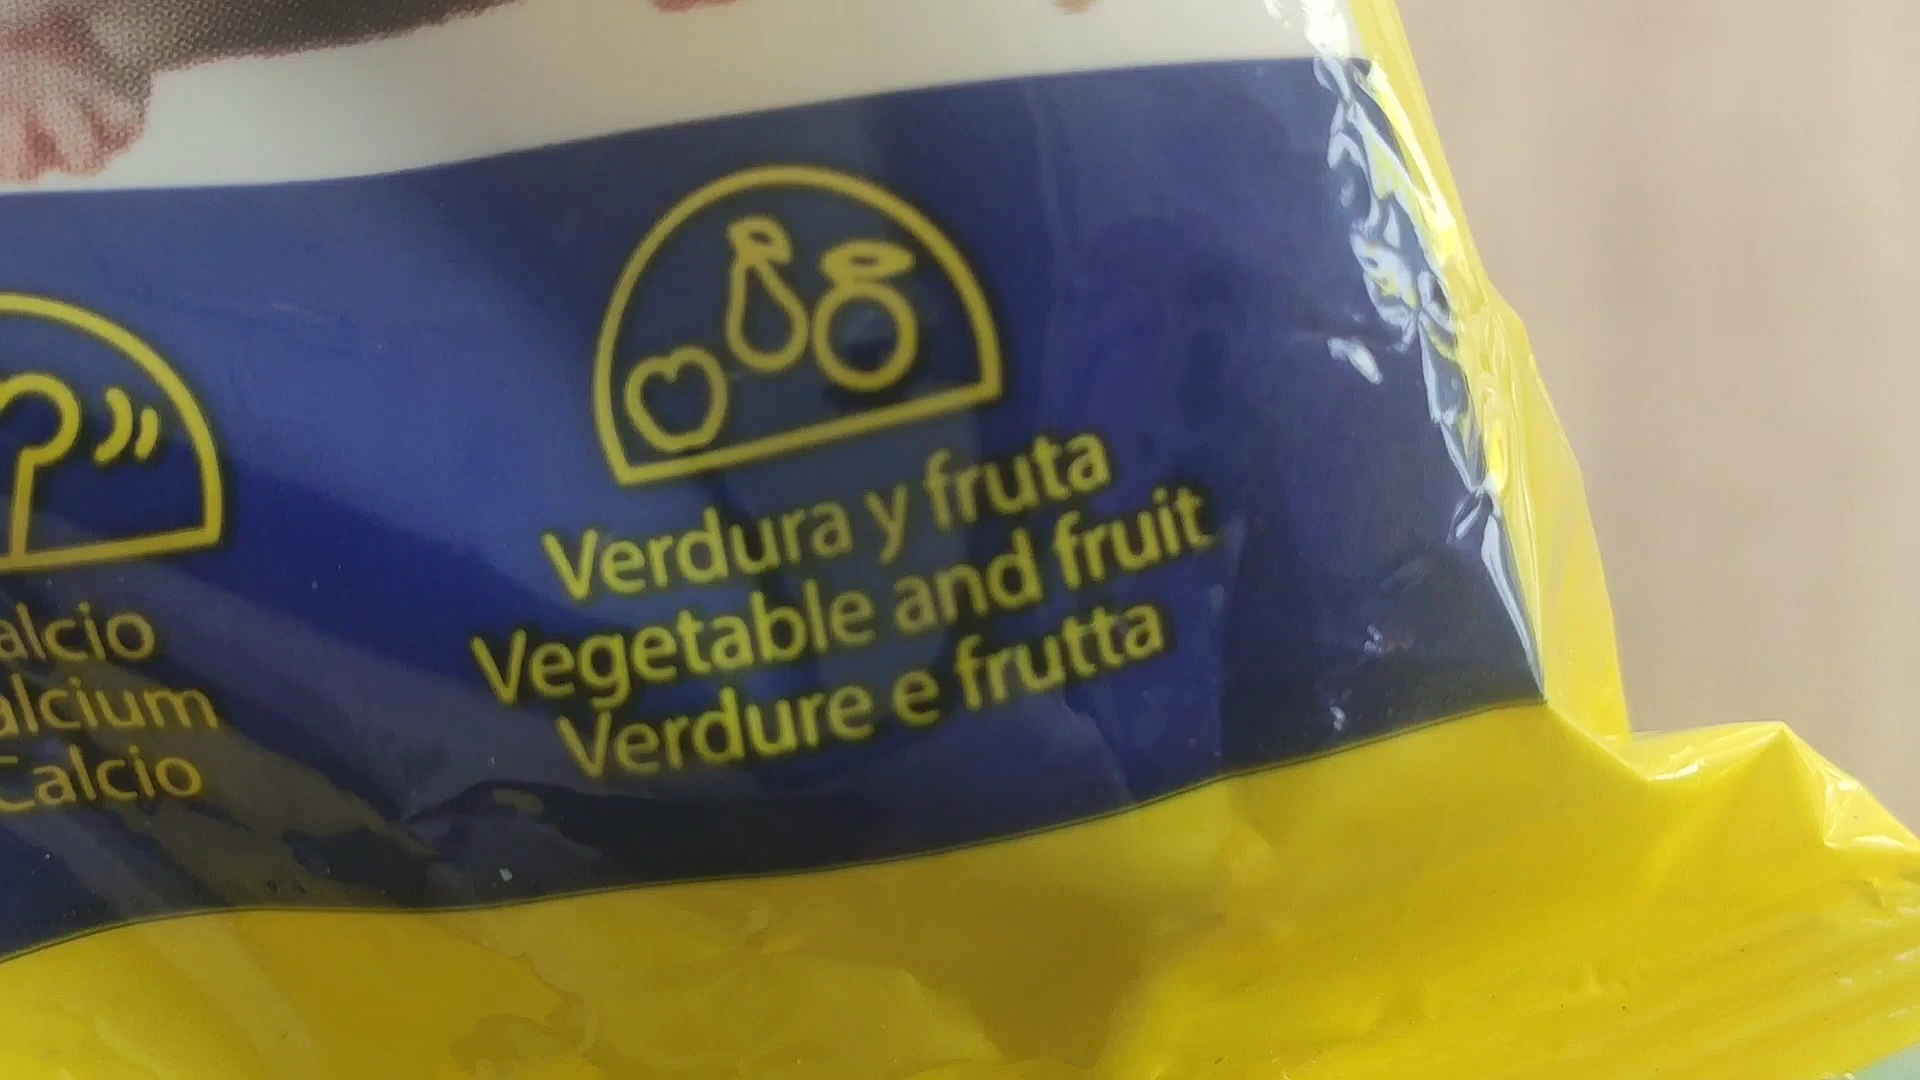 alcio
alcium
Calcio
Verdura y fruta
Vegetable and fruit
Verdure e frutta